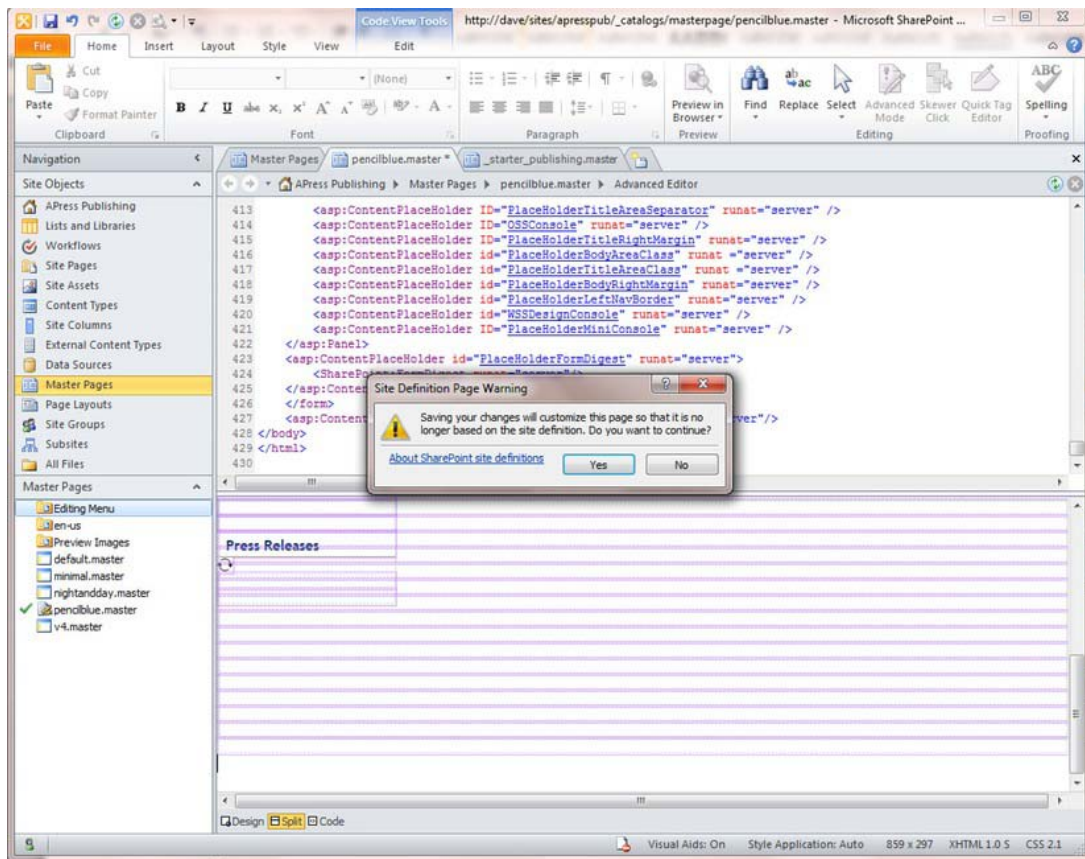 Code View Tools
http://dave/sites/apresspub/_catalogs/masterpage/pencilblue.master - Microsoft SharePoint ...
File Home Insert Layout Style View Edit
Paste
Cut
Copy
Format Painter
Clipboard
(None)
B I U abc X, X' A A A
Font
Paragraph
Preview in Browser
Preview
Find
Replace
Select
Advanced Mode
Skewer Click
Quick Tag Editor
Editing
ABC
Spelling
Proofing
Navigation
Site Objects
APress Publishing
Lists and Libraries
Workflows
Site Pages
Site Assets
Content Types
Site Columns
External Content Types
Data Sources
Master Pages
Page Layouts
Site Groups
Subsites
All Files
Master Pages
Editing Menu
en-us
Preview Images
default.master
minimal.master
nightandday.master
pencilblue.master
v4.master
Master Pages pencilblue.master * _starter_publishing.master
APress Publishing Master Pages pencilblue.master Advanced Editor
413 <asp:ContentPlaceHolder ID="PlaceHolderTitleAreaSeparator" runat="server" />
414 <asp:ContentPlaceHolder ID="OSSConsole" runat="server" />
415 <asp:ContentPlaceHolder ID="PlaceHolderTitleRightMargin" runat="server" />
416 <asp:ContentPlaceHolder id="PlaceHolderBodyAreaClass" runat ="server" />
417 <asp:ContentPlaceHolder id="PlaceHolderTitleAreaClass" runat ="server" />
418 <asp:ContentPlaceHolder id="PlaceHolderBodyRightMargin" runat="server" />
419 <asp:ContentPlaceHolder id="PlaceHolderLeftNavBorder" runat="server" />
420 <asp:ContentPlaceHolder id="WSSDesignConsole" runat="server" />
421 <asp:ContentPlaceHolder ID="PlaceHolderMiniConsole" runat="server" />
422 </asp:Panel>
423 <asp:ContentPlaceHolder id="PlaceHolderFormDigest" runat="server">
424 <SharePoint:FormDigest runat="server"/>
425 </asp:Conte
426 </form>
427 <asp:Content ver"/>
428 </body>
429 </html>
430
Site Definition Page Warning
Saving your changes will customize this page so that it is no
longer based on the site definition. Do you want to continue?
About SharePoint site definitions
Yes
No
Press Releases
Design Split Code
Visual Aids: On Style Application: Auto 859 x 297 XHTML 1.0 S CSS 2.1